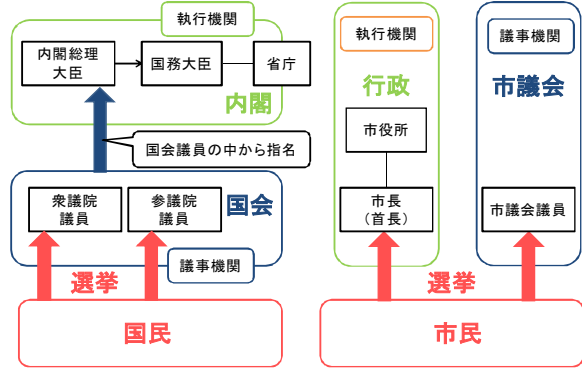 執行機関
内閣総理
大臣
国務大臣
省庁
内閣
国会議員の中から指名
衆議院
議員
参議院
議員
国会
議事機関
選挙
国民
執行機関
行政
市役所
市長
（首長）
議事機関
市議会
市議会議員
選挙
市民